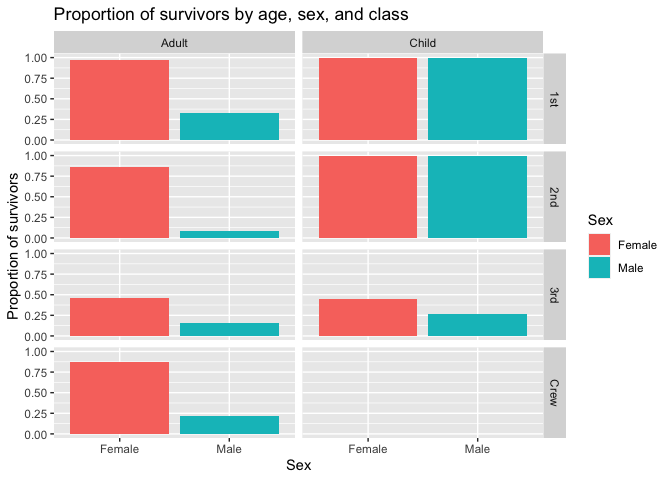 Proportion of survivors by age, sex, and class
Adult
Child
1.00
0.75
0.50
0.25
0.00
1st
1.00
0.75
0.50
0.25
0.00
2nd
1.00
0.75
0.50
0.25
0.00
3rd
1.00
0.75
0.50
0.25
0.00
Crew
Proportion of survivors
Female
Male
Female
Male
Sex
Sex
Female
Male